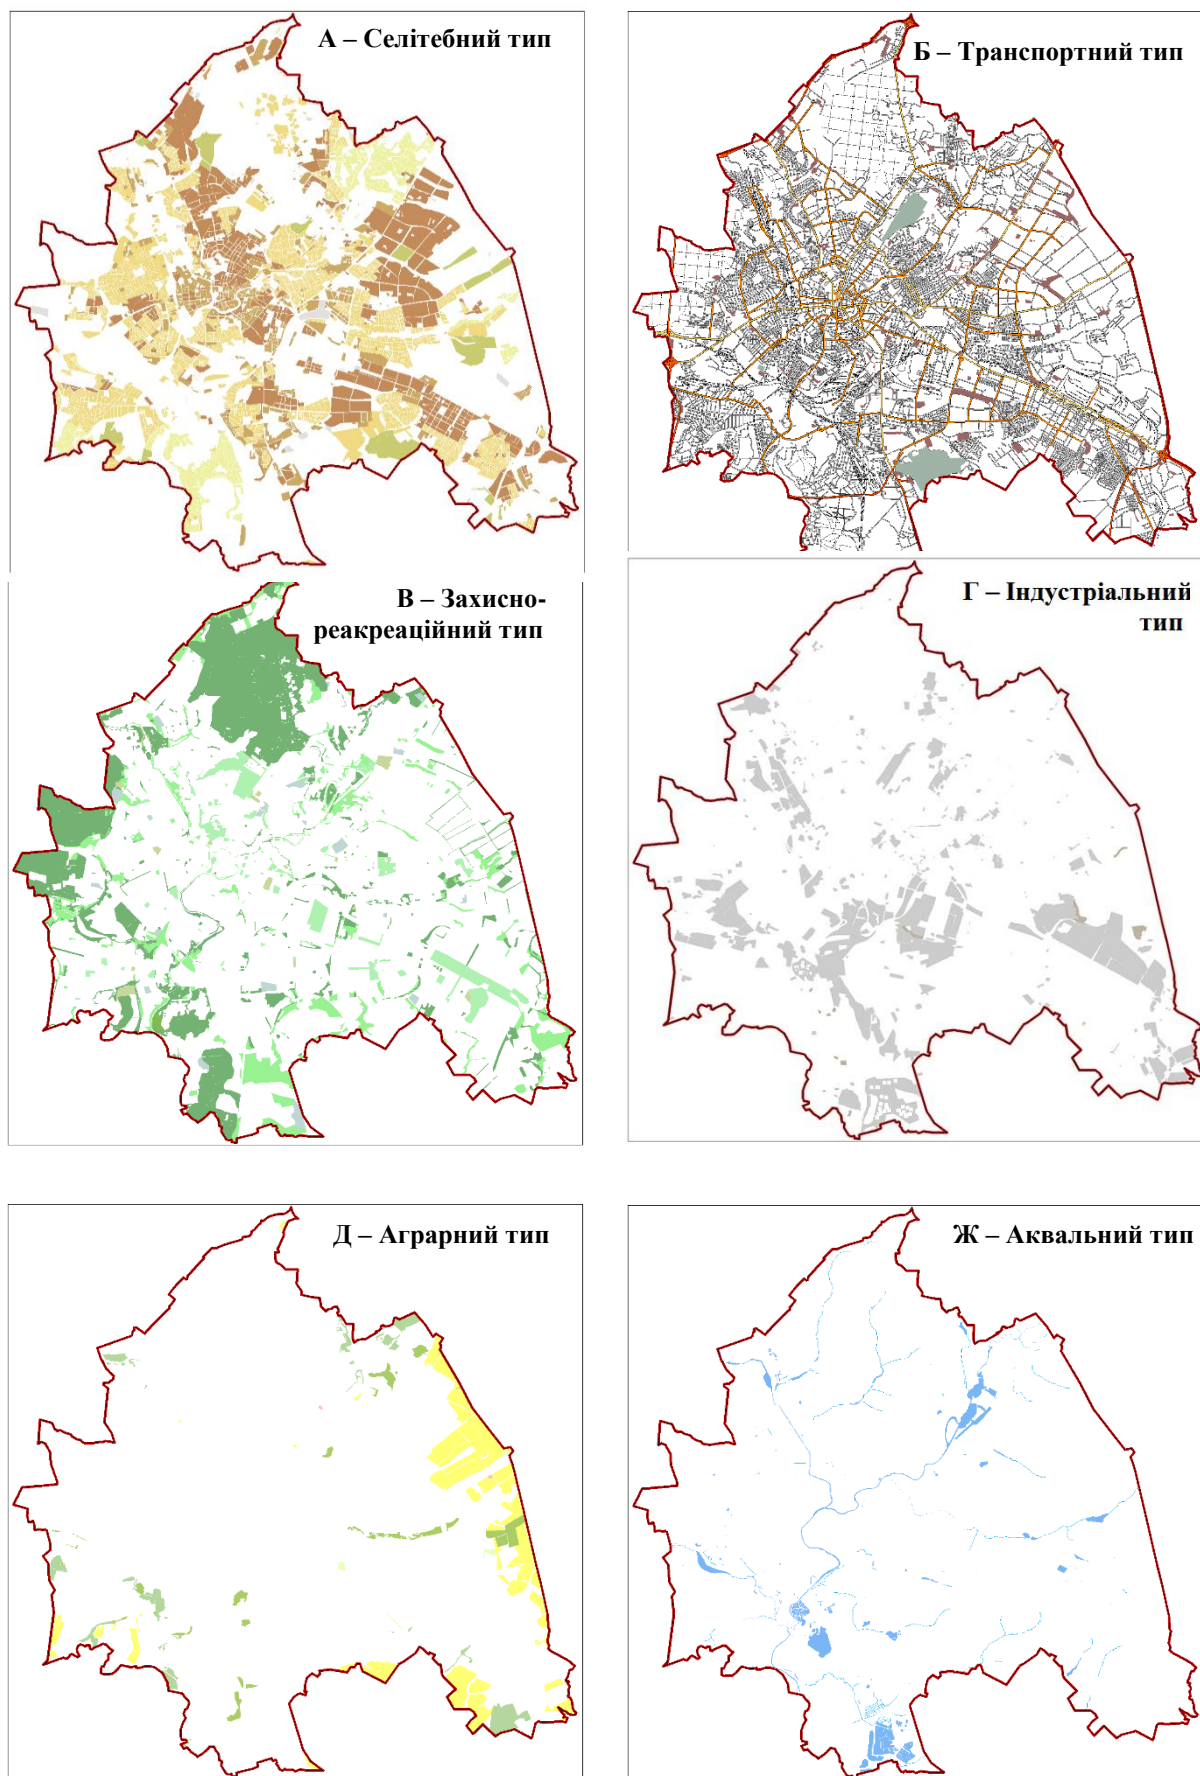 А – Селітебний тип
Б – Транспортний тип
В – Захисно-
реакреаційний тип
Г – Індустріальний
тип
Д – Аграрний тип
Ж – Аквальний тип